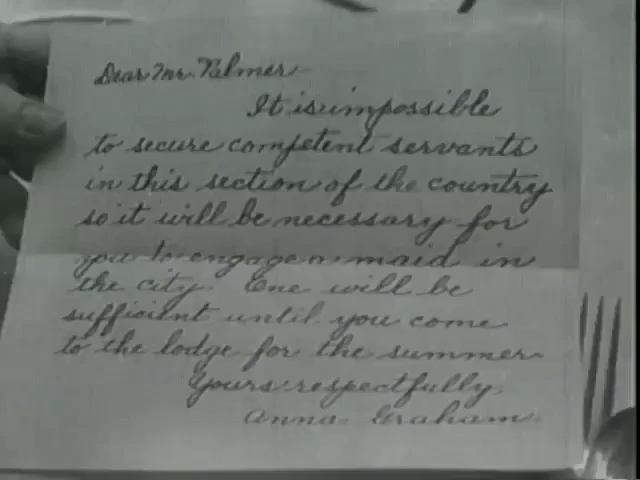 Dear Mr. Palmer
It is impossible
to secure competent servants
in this section of the country
so it will be necessary for
you to engage a maid in
the city. One will be
sufficient until you come
to the lodge for the summer.
Yours respectfully,
Anna Graham.